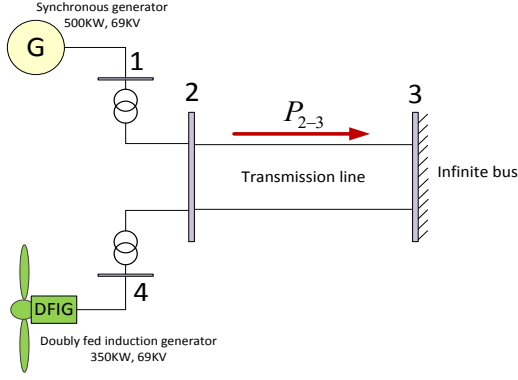 Synchronous generator
500KW, 69KV
G
1
2
3
P2–3
Transmission line
Infinite bus
4
DFIG
Doubly fed induction generator
350KW, 69KV